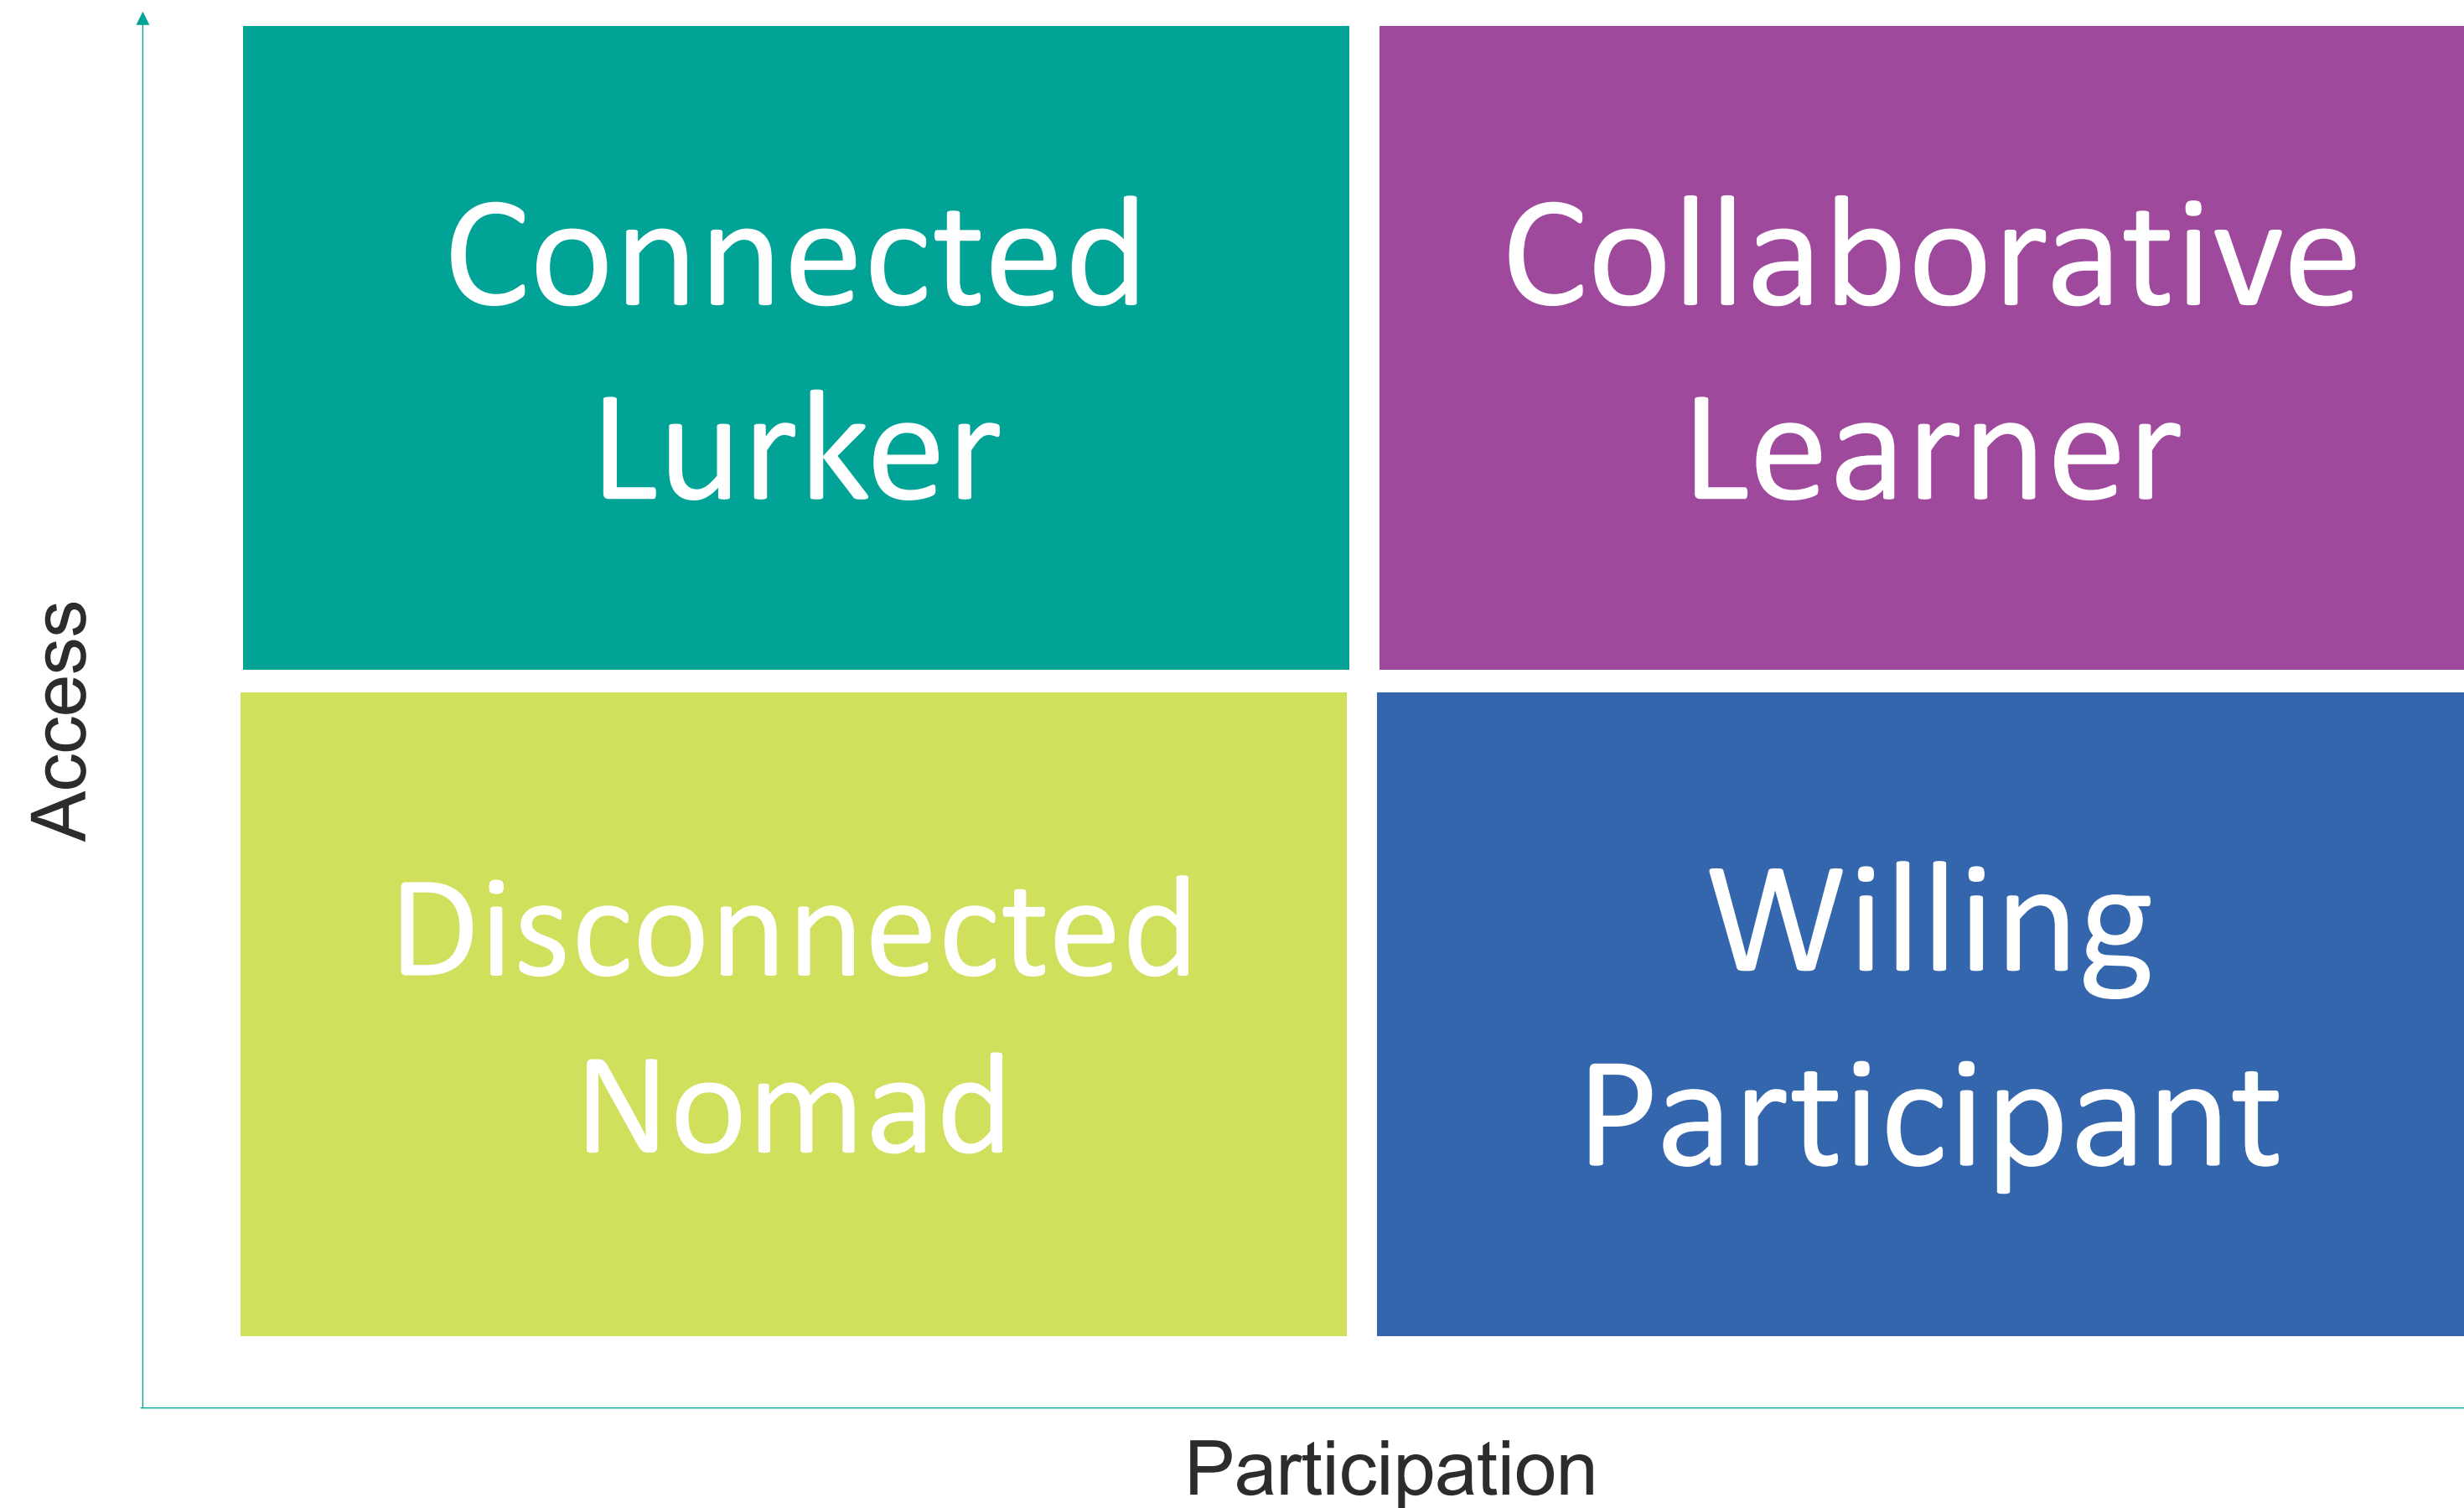 Connected
Lurker
Collaborative
Learner
Access
Disconnected
Nomad
Willing
Participant
Participation